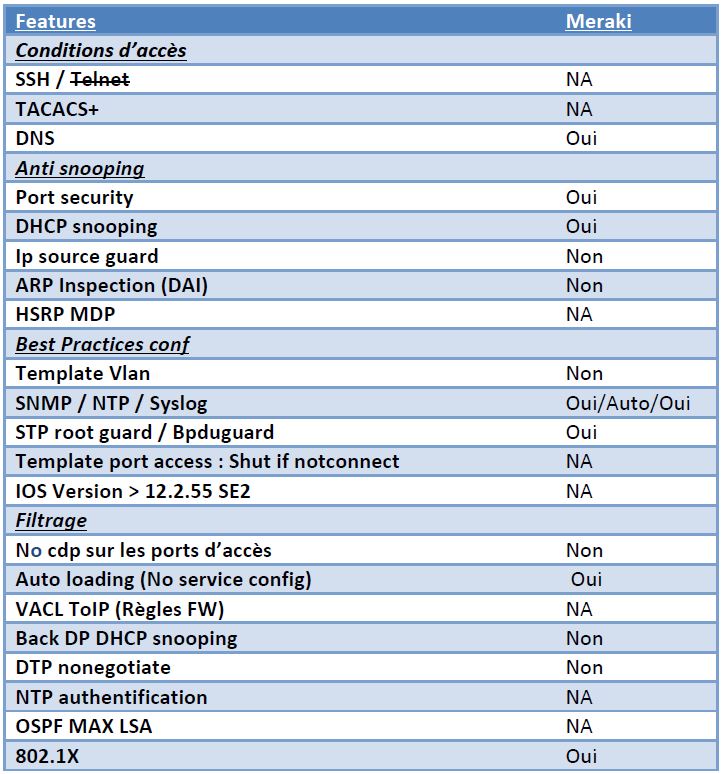 Features Meraki
Conditions d’accès
SSH / Telnet NA
TACACS+ NA
DNS Oui
Anti snooping
Port security Oui
DHCP snooping Oui
Ip source guard Non
ARP Inspection (DAI) Non
HSRP MDP NA
Best Practices conf
Template Vlan Non
SNMP / NTP / Syslog Oui/Auto/Oui
STP root guard / Bpduguard Oui
Template port access : Shut if notconnect NA
IOS Version > 12.2.55 SE2 NA
Filtrage
No cdp sur les ports d’accès Non
Auto loading (No service config) Oui
VACL ToIP (Règles FW) NA
Back DP DHCP snooping Non
DTP nonegotiate Non
NTP authentification NA
OSPF MAX LSA NA
802.1X Oui